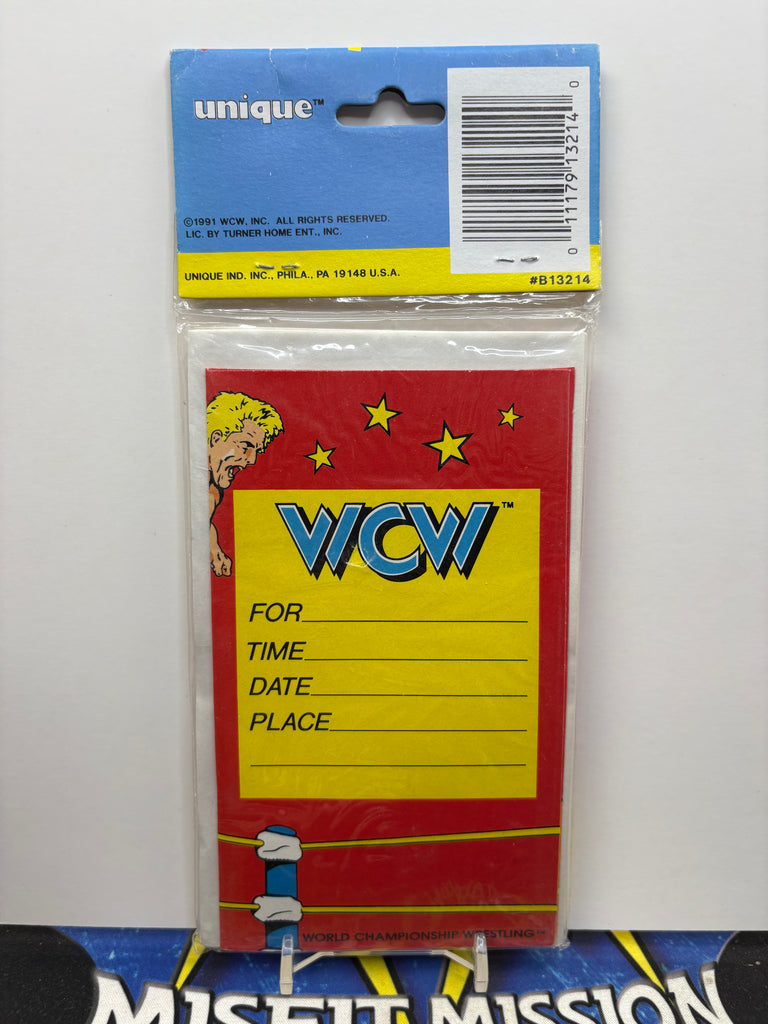 unique™
0 11179 13214 0
©1991 WCW, INC. ALL RIGHTS RESERVED.
LIC. BY TURNER HOME ENT., INC.
UNIQUE IND. INC., PHILA., PA 19148 U.S.A.
#B13214
WCW™
FOR
TIME
DATE
PLACE
WORLD CHAMPIONSHIP WRESTLING™
MISFIT MISSION